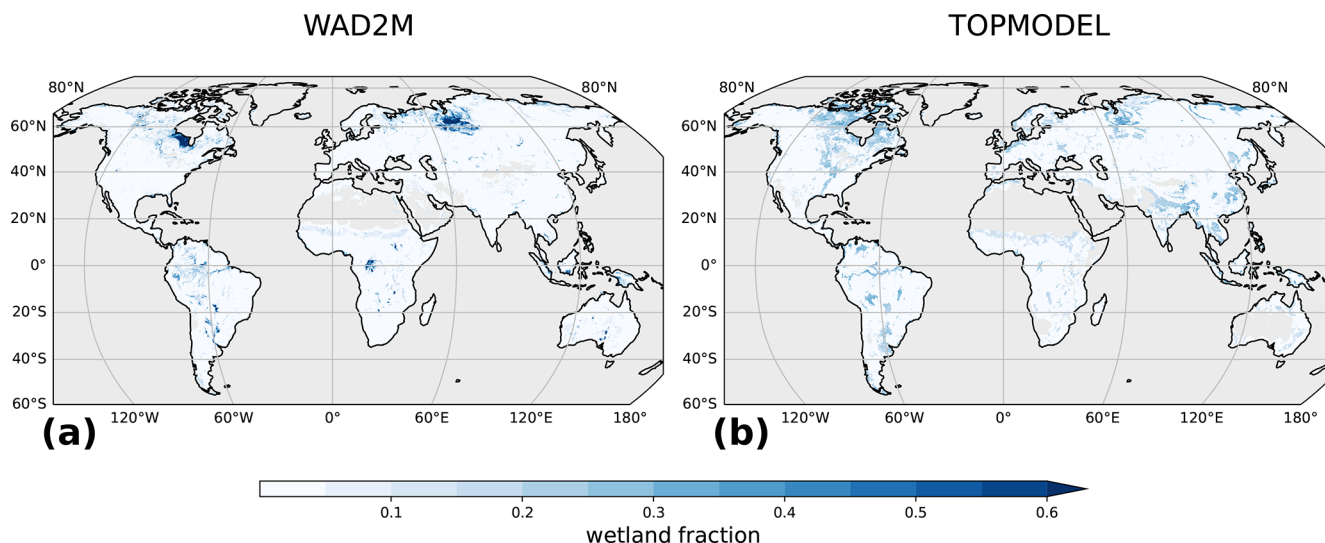 WAD2M
TOPMODEL
80°N 80°N 80°N
60°N 60°N
40°N 40°N
20°N 20°N
0° 0°
20°S 20°S
40°S 40°S
60°S 60°S
120°W 60°W 0° 60°E 120°E 180° 120°W 60°W 0° 60°E 120°E 180°
(a)
(b)
0.1 0.2 0.3 0.4 0.5 0.6
wetland fraction